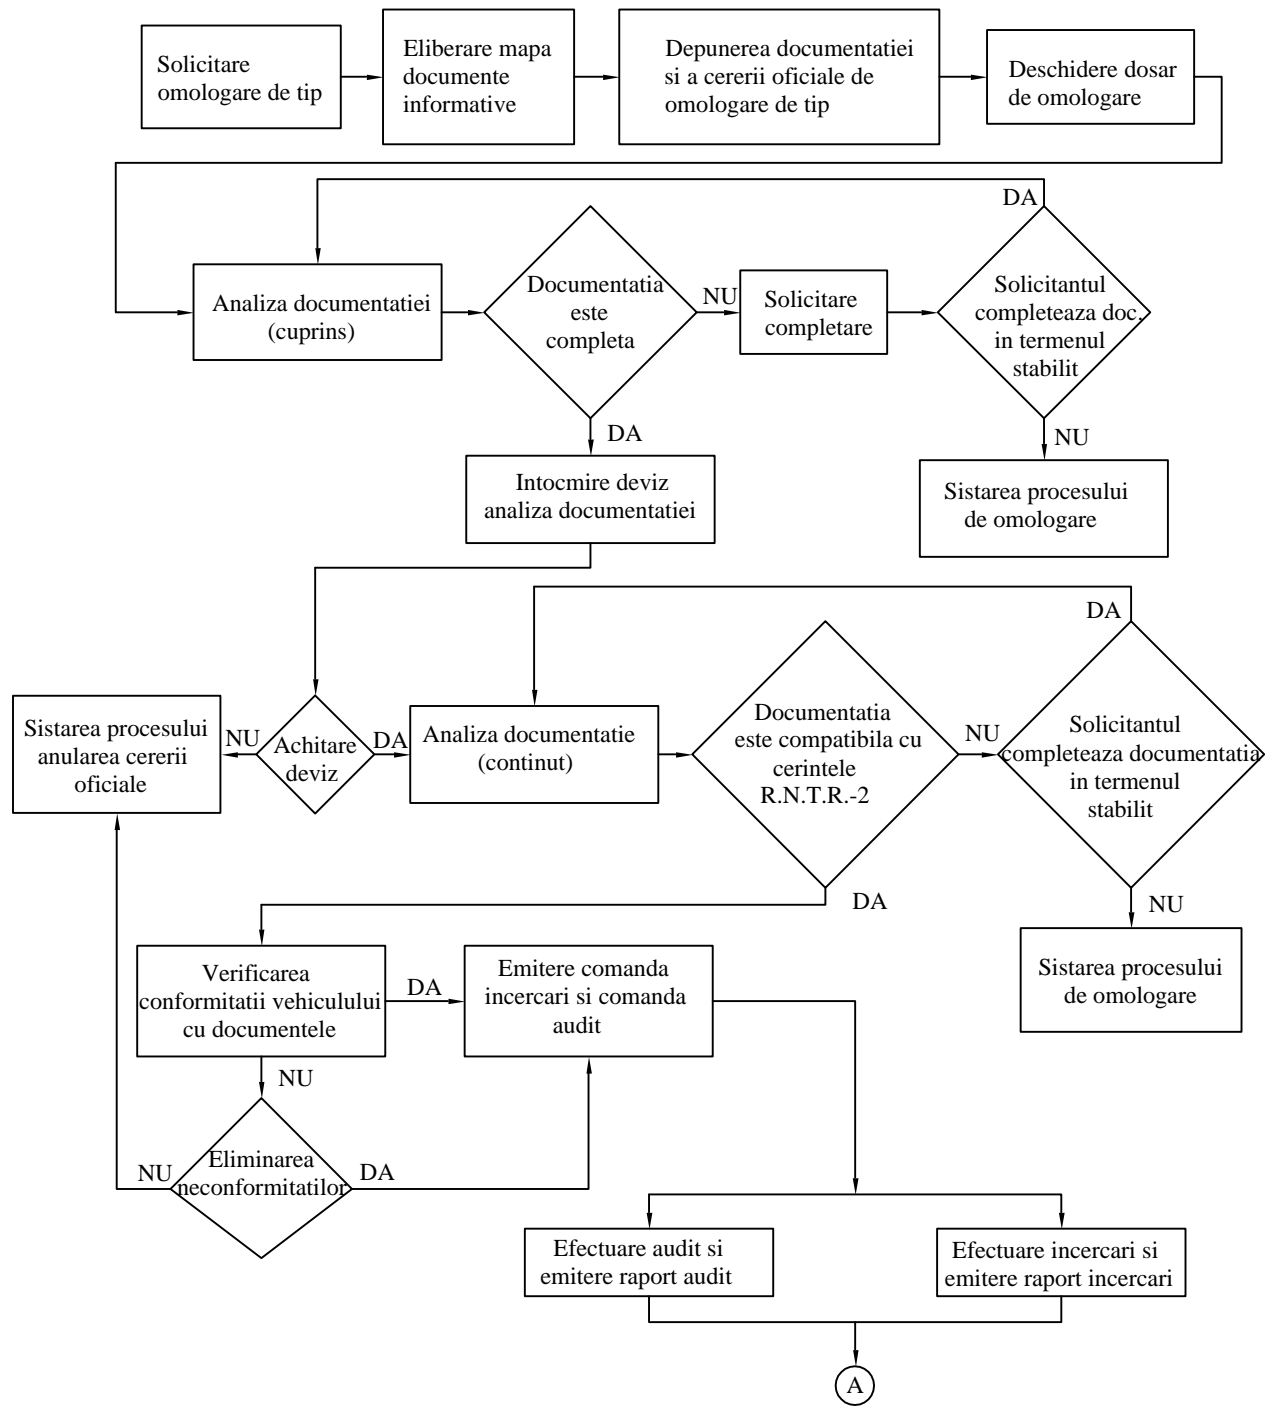 Solicitare
omologare de tip
Eliberare mapa
documente
informative
Depunerea documentatiei
si a cererii oficiale de
omologare de tip
Deschidere dosar
de omologare
DA
Analiza documentatiei
(cuprins)
Documentatia
este
completa
NU
Solicitare
completare
Solicitantul
completeaza doc.
in termenul
stabilit
DA
NU
Intocmire deviz
analiza documentatiei
Sistarea procesului
de omologare
DA
Sistarea procesului
anularea cererii
oficiale
NU
Achitare
deviz
DA
Analiza documentatie
(continut)
Documentatia
este compatibila cu
cerintele
R.N.T.R.-2
NU
Solicitantul
completeaza documentatia
in termenul
stabilit
DA
NU
Verificarea
conformitatii vehiculului
cu documentele
DA
Emitere comanda
incercari si comanda
audit
Sistarea procesului
de omologare
NU
NU
Eliminarea
neconformitatilor
DA
Efectuare audit si
emitere raport audit
Efectuare incercari si
emitere raport incercari
A